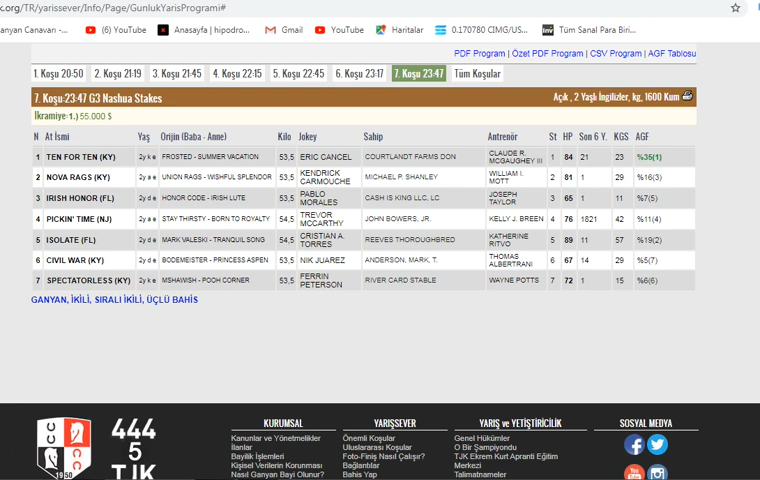 k.org/TR/yarissever/Info/Page/GunlukYarisProgrami#
anyan Canavarı -... (6) YouTube Anasayfa | hipodro... Gmail YouTube Haritalar 0.170780 CIMG/US... Tüm Sanal Para Biri...
PDF Program | Özet PDF Program | CSV Program | AGF Tablosu
1. Koşu 20:50 2. Koşu 21:19 3. Koşu 21:45 4. Koşu 22:15 5. Koşu 22:45 6. Koşu 23:17 7. Koşu 23:47 Tüm Koşular
7. Koşu:23:47 G3 Nashua Stakes Açık , 2 Yaşlı İngilizler, kg, 1600 Kum
İkramiye:1.) 55.000 $
N At İsmi Yaş Orijin (Baba - Anne) Kilo Jokey Sahip Antrenör St HP Son 6 Y. KGS AGF
1 TEN FOR TEN (KY) 2y k e FROSTED - SUMMER VACATION 53,5 ERIC CANCEL COURTLANDT FARMS DON CLAUDE R. MCGAUGHEY III 1 84 21 23 %35(1)
2 NOVA RAGS (KY) 2y a e UNION RAGS - WISHFUL SPLENDOR 53,5 KENDRICK CARMOUCHE MICHAEL P. SHANLEY WILLIAM I. MOTT 2 81 1 29 %16(3)
3 IRISH HONOR (FL) 2y d e HONOR CODE - IRISH LUTE 53,5 PABLO MORALES CASH IS KING LLC, LC JOSEPH TAYLOR 3 65 1 11 %7(5)
4 PICKIN' TIME (NJ) 2y a e STAY THIRSTY - BORN TO ROYALTY 54,5 TREVOR MCCARTHY JOHN BOWERS, JR. KELLY J. BREEN 4 76 1821 42 %11(4)
5 ISOLATE (FL) 2y d e MARK VALESKI - TRANQUIL SONG 54,5 CRISTIAN A. TORRES REEVES THOROUGHBRED KATHERINE RITVO 5 89 11 57 %19(2)
6 CIVIL WAR (KY) 2y d e BODEMEISTER - PRINCESS ASPEN 53,5 NIK JUAREZ ANDERSON, MARK, T. THOMAS ALBERTRANI 6 67 14 29 %5(7)
7 SPECTATORLESS (KY) 2y k e MSHAWISH - POOH CORNER 53,5 FERRIN PETERSON RIVER CARD STABLE WAYNE POTTS 7 72 1 15 %6(6)
GANYAN, İKİLİ, SIRALI İKİLİ, ÜÇLÜ BAHİS
1950
444
5
TJK
KURUMSAL
Kanunlar ve Yönetmelikler
İlanlar
Bayilik İşlemleri
Kişisel Verilerin Korunması
Nasıl Ganyan Bayi Olunur?
YARIŞSEVER
Önemli Koşular
Uluslararası Koşular
Foto-Finiş Nasıl Çalışır?
Bağlantılar
Bahis Yap
YARIŞ ve YETİŞTİRİCİLİK
Genel Hükümler
O Bir Şampiyondu
TJK Ekrem Kurt Apranti Eğitim
Merkezi
Talimatnameler
SOSYAL MEDYA